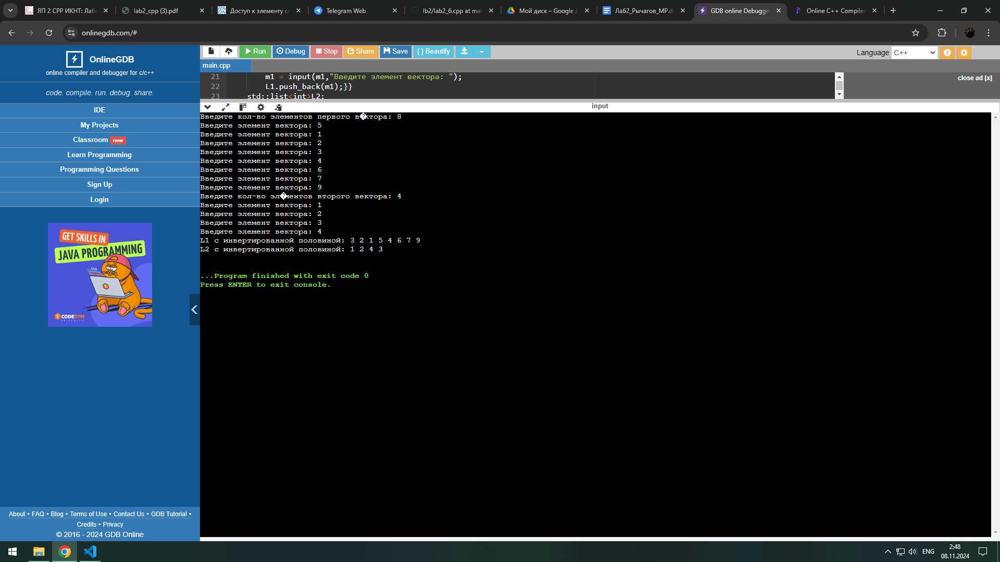 ЯП 2 СРР ИКНТ: Лаб
lab2_cpp (3).pdf
Доступ к элементу с
Telegram Web
lb2/lab2_6.cpp at ma
Мой диск – Google Д
Лаб2_Рычагов_МР.d
GDB online Debugge
Online C++ Compiler
onlinegdb.com/#
OnlineGDB
online compiler and debugger for c/c++
code. compile. run. debug. share.
IDE
My Projects
Classroom new
Learn Programming
Programming Questions
Sign Up
Login
GET SKILLS IN
JAVA PROGRAMMING
CODEGYM
UNIVERSITY
About • FAQ • Blog • Terms of Use • Contact Us • GDB Tutorial •
Credits • Privacy
© 2016 - 2024 GDB Online
Run Debug Stop Share Save { } Beautify
Language C++
main.cpp
close ad [x]
21 m1 = input(m1,"Введите элемент вектора: ");
22 L1.push_back(m1);}}
23 std::list<int>L2;
input
Введите кол-во элементов первого в�ктора: 8
Введите элемент вектора: 5
Введите элемент вектора: 1
Введите элемент вектора: 2
Введите элемент вектора: 3
Введите элемент вектора: 4
Введите элемент вектора: 6
Введите элемент вектора: 7
Введите элемент вектора: 9
Введите кол-во эл�ментов второго вектора: 4
Введите элемент вектора: 1
Введите элемент вектора: 2
Введите элемент вектора: 3
Введите элемент вектора: 4
L1 с инвертированной половиной: 3 2 1 5 4 6 7 9
L2 с инвертированной половиной: 1 2 4 3
...Program finished with exit code 0
Press ENTER to exit console.
ENG
2:48
08.11.2024